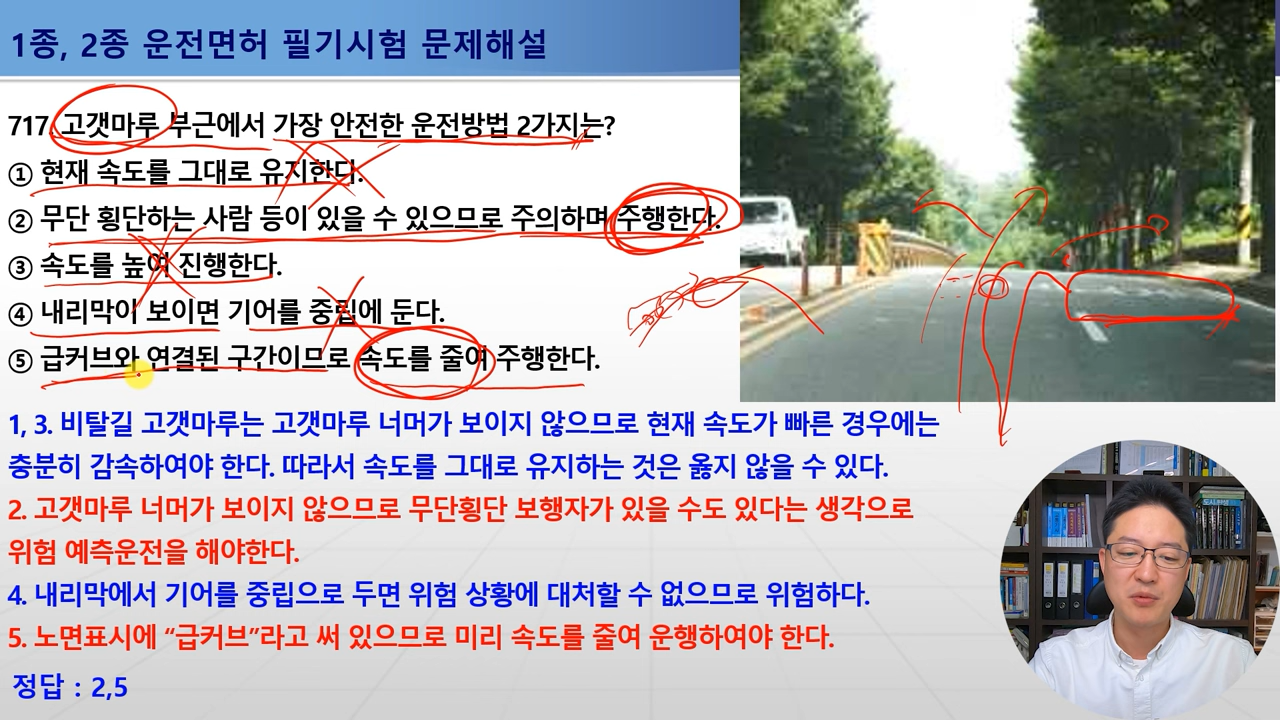 1종, 2종 운전면허 필기시험 문제해설
717. 고갯마루 부근에서 가장 안전한 운전방법 2가지는?
① 현재 속도를 그대로 유지한다.
② 무단 횡단하는 사람 등이 있을 수 있으므로 주의하며 주행한다.
③ 속도를 높여 진행한다.
④ 내리막이 보이면 기어를 중립에 둔다.
⑤ 급커브와 연결된 구간이므로 속도를 줄여 주행한다.
1, 3. 비탈길 고갯마루는 고갯마루 너머가 보이지 않으므로 현재 속도가 빠른 경우에는
충분히 감속하여야 한다. 따라서 속도를 그대로 유지하는 것은 옳지 않을 수 있다.
2. 고갯마루 너머가 보이지 않으므로 무단횡단 보행자가 있을 수도 있다는 생각으로
위험 예측운전을 해야한다.
4. 내리막에서 기어를 중립으로 두면 위험 상황에 대처할 수 없으므로 위험하다.
5. 노면표시에 “급커브”라고 써 있으므로 미리 속도를 줄여 운행하여야 한다.
정답 : 2,5